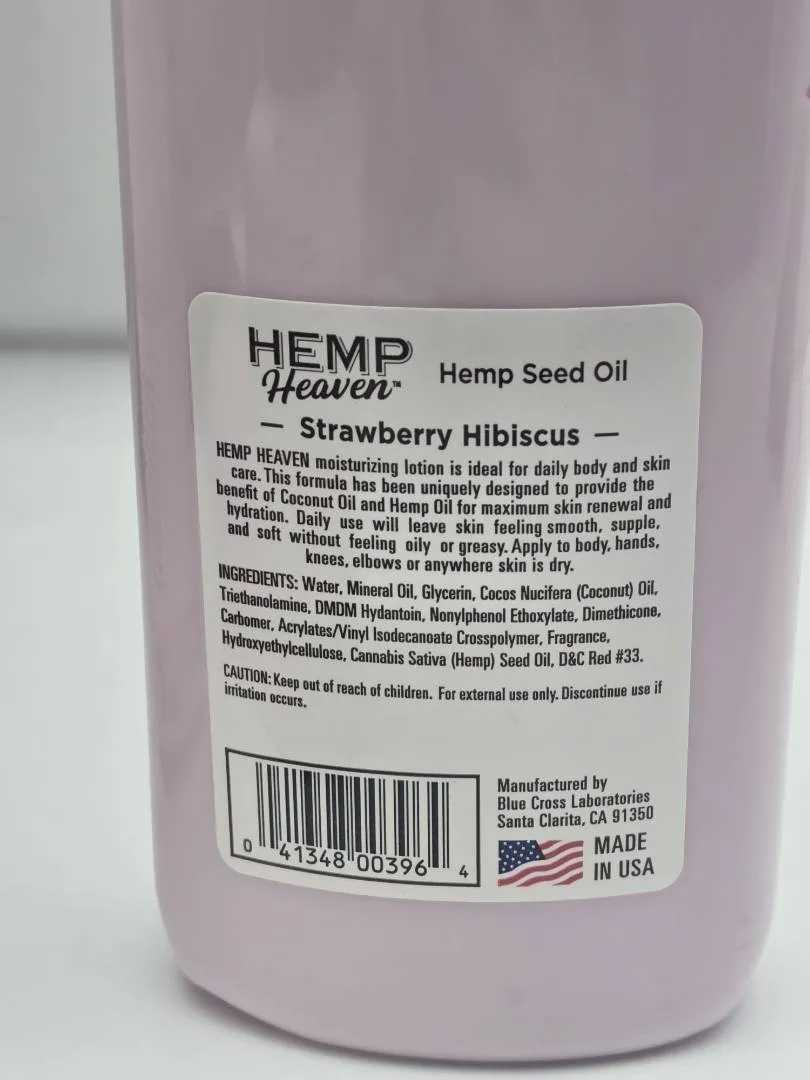 HEMP
Heaven™
Hemp Seed Oil
— Strawberry Hibiscus —
HEMP HEAVEN moisturizing lotion is ideal for daily body and skin
care. This formula has been uniquely designed to provide the
benefit of Coconut Oil and Hemp Oil for maximum skin renewal and
hydration. Daily use will leave skin feeling smooth, supple,
and soft without feeling oily or greasy. Apply to body, hands,
knees, elbows or anywhere skin is dry.
INGREDIENTS: Water, Mineral Oil, Glycerin, Cocos Nucifera (Coconut) Oil,
Triethanolamine, DMDM Hydantoin, Nonylphenol Ethoxylate, Dimethicone,
Carbomer, Acrylates/Vinyl Isodecanoate Crosspolymer, Fragrance,
Hydroxyethylcellulose, Cannabis Sativa (Hemp) Seed Oil, D&C Red #33.
CAUTION: Keep out of reach of children. For external use only. Discontinue use if
irritation occurs.
0 41348 00396 4
Manufactured by
Blue Cross Laboratories
Santa Clarita, CA 91350
MADE
IN USA